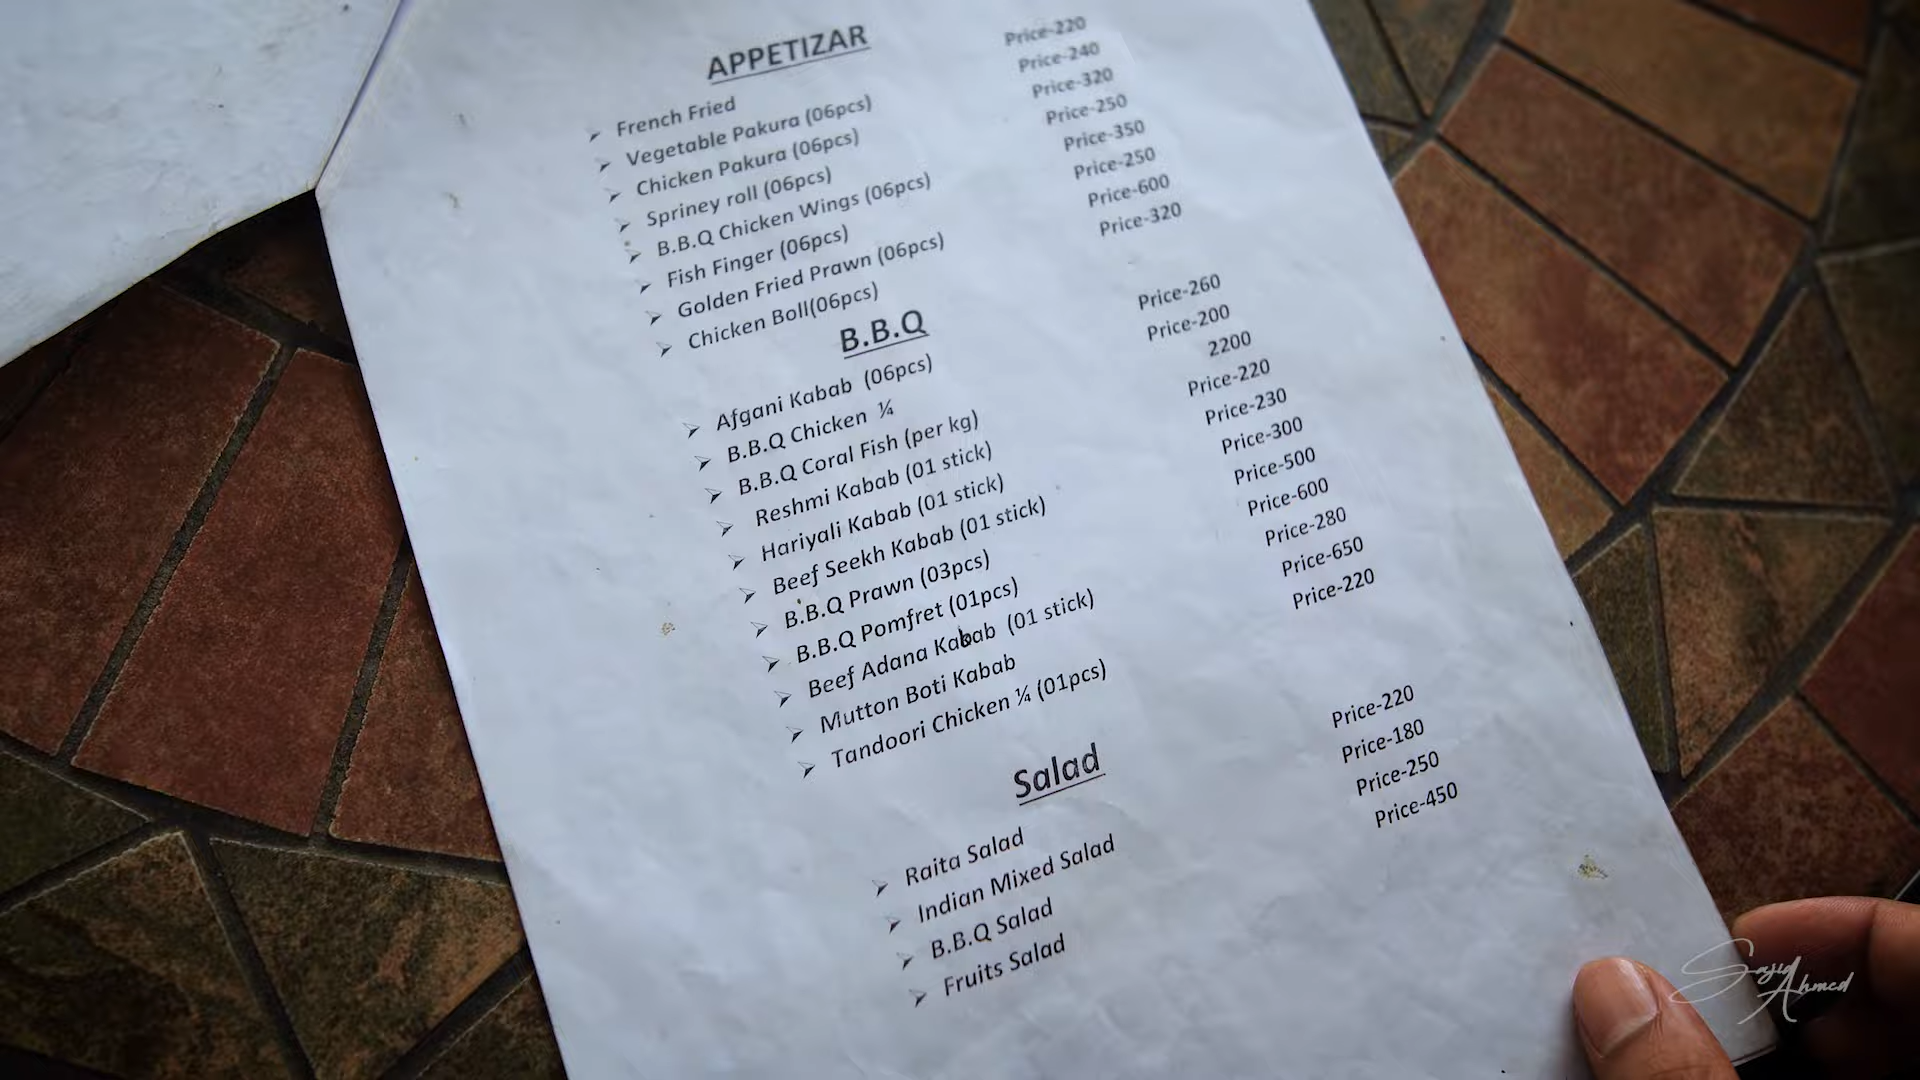 APPETIZAR
French Fried Price-220
Vegetable Pakura (06pcs) Price-240
Chicken Pakura (06pcs) Price-320
Spriney roll (06pcs) Price-250
B.B.Q Chicken Wings (06pcs) Price-350
Fish Finger (06pcs) Price-250
Golden Fried Prawn (06pcs) Price-600
Chicken Boll(06pcs) Price-320
B.B.Q
Afgani Kabab (06pcs) Price-260
B.B.Q Chicken ¼ Price-200
B.B.Q Coral Fish (per kg) 2200
Reshmi Kabab (01 stick) Price-220
Hariyali Kabab (01 stick) Price-230
Beef Seekh Kabab (01 stick) Price-300
B.B.Q Prawn (03pcs) Price-500
B.B.Q Pomfret (01pcs) Price-600
Beef Adana Kabab (01 stick) Price-280
Mutton Boti Kabab Price-650
Tandoori Chicken ¼ (01pcs) Price-220
Salad
Raita Salad Price-220
Indian Mixed Salad Price-180
B.B.Q Salad Price-250
Fruits Salad Price-450
Sajid Ahmed